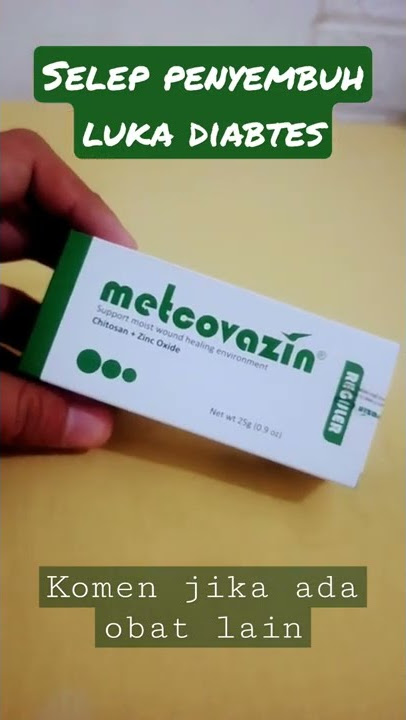 SELEP PENYEMBUH
LUKA DIABTES
metcovazin®
Support moist wound healing environment
Chitosan + Zinc Oxide
Net wt 25g (0.9 oz)
REGULER
Komen jika ada
obat lain